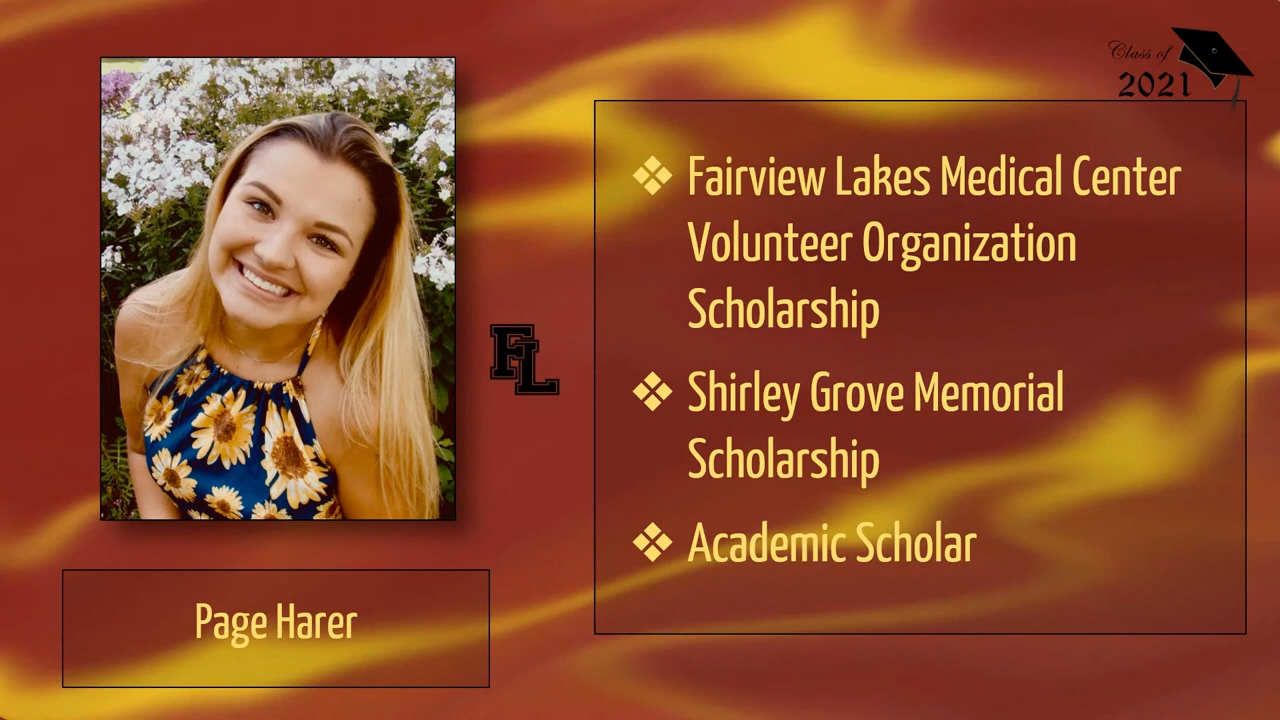 Class of
2021
Fairview Lakes Medical Center
Volunteer Organization
Scholarship
FL
Shirley Grove Memorial
Scholarship
Academic Scholar
Page Harer